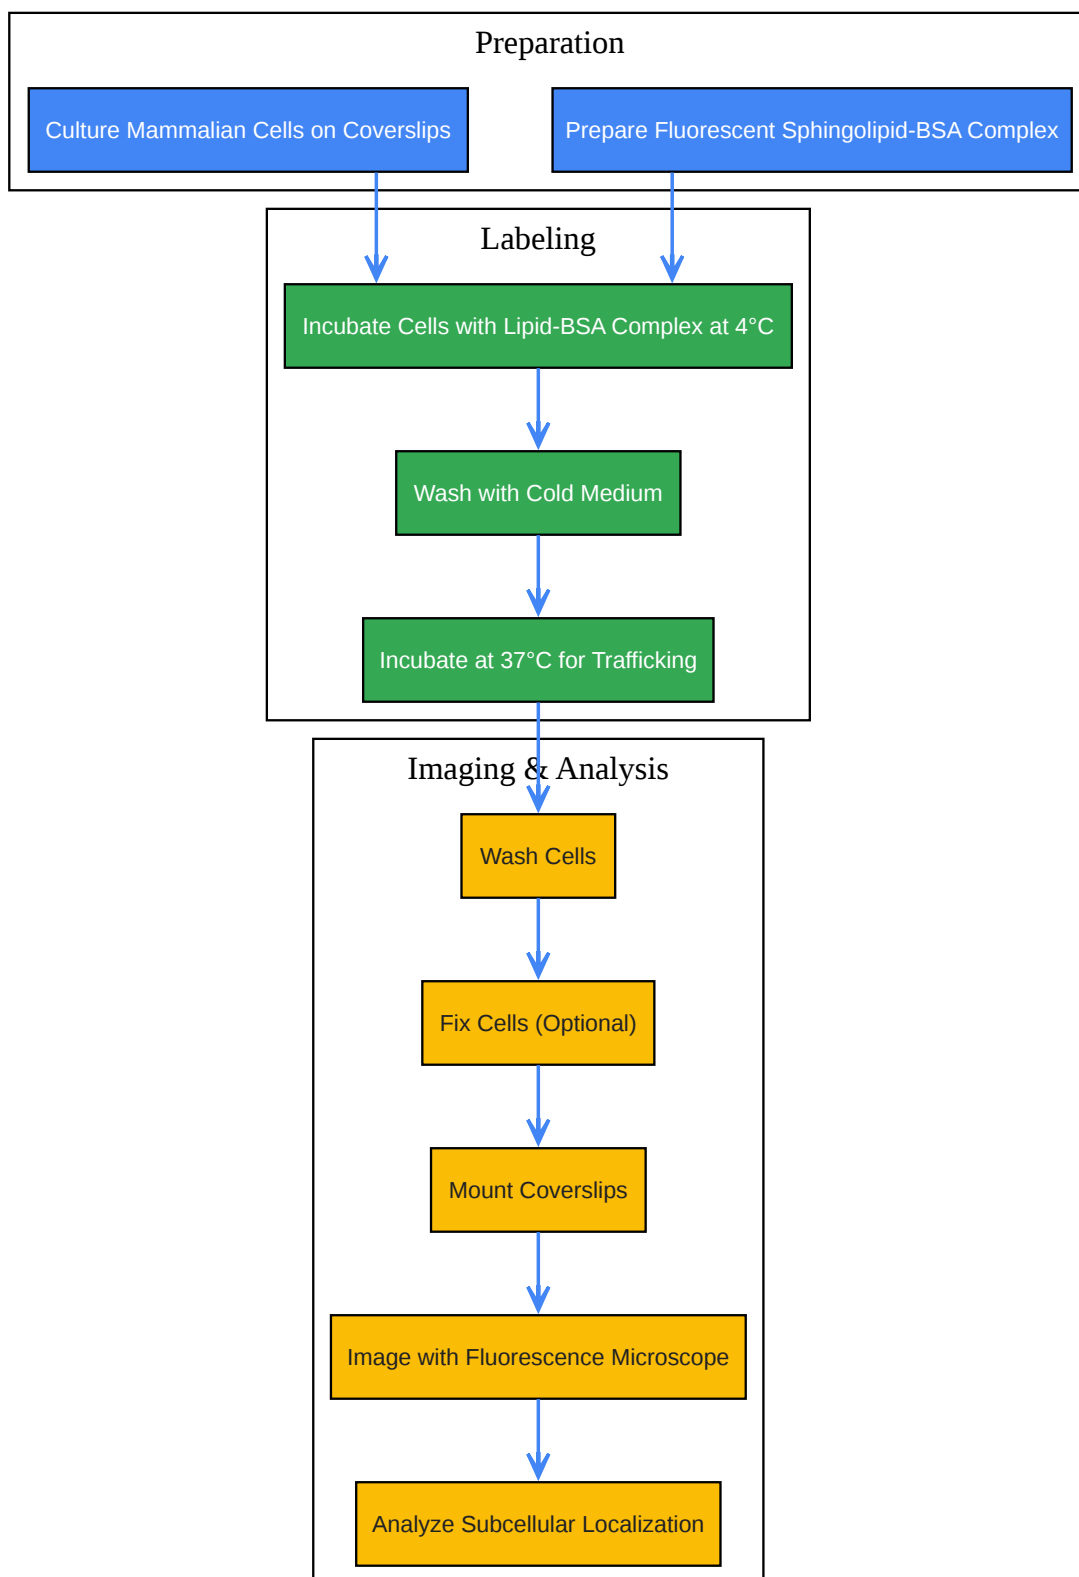 Preparation
Culture Mammalian Cells on Coverslips
Prepare Fluorescent Sphingolipid-BSA Complex
Labeling
Incubate Cells with Lipid-BSA Complex at 4°C
Wash with Cold Medium
Incubate at 37°C for Trafficking
Imaging & Analysis
Wash Cells
Fix Cells (Optional)
Mount Coverslips
Image with Fluorescence Microscope
Analyze Subcellular Localization